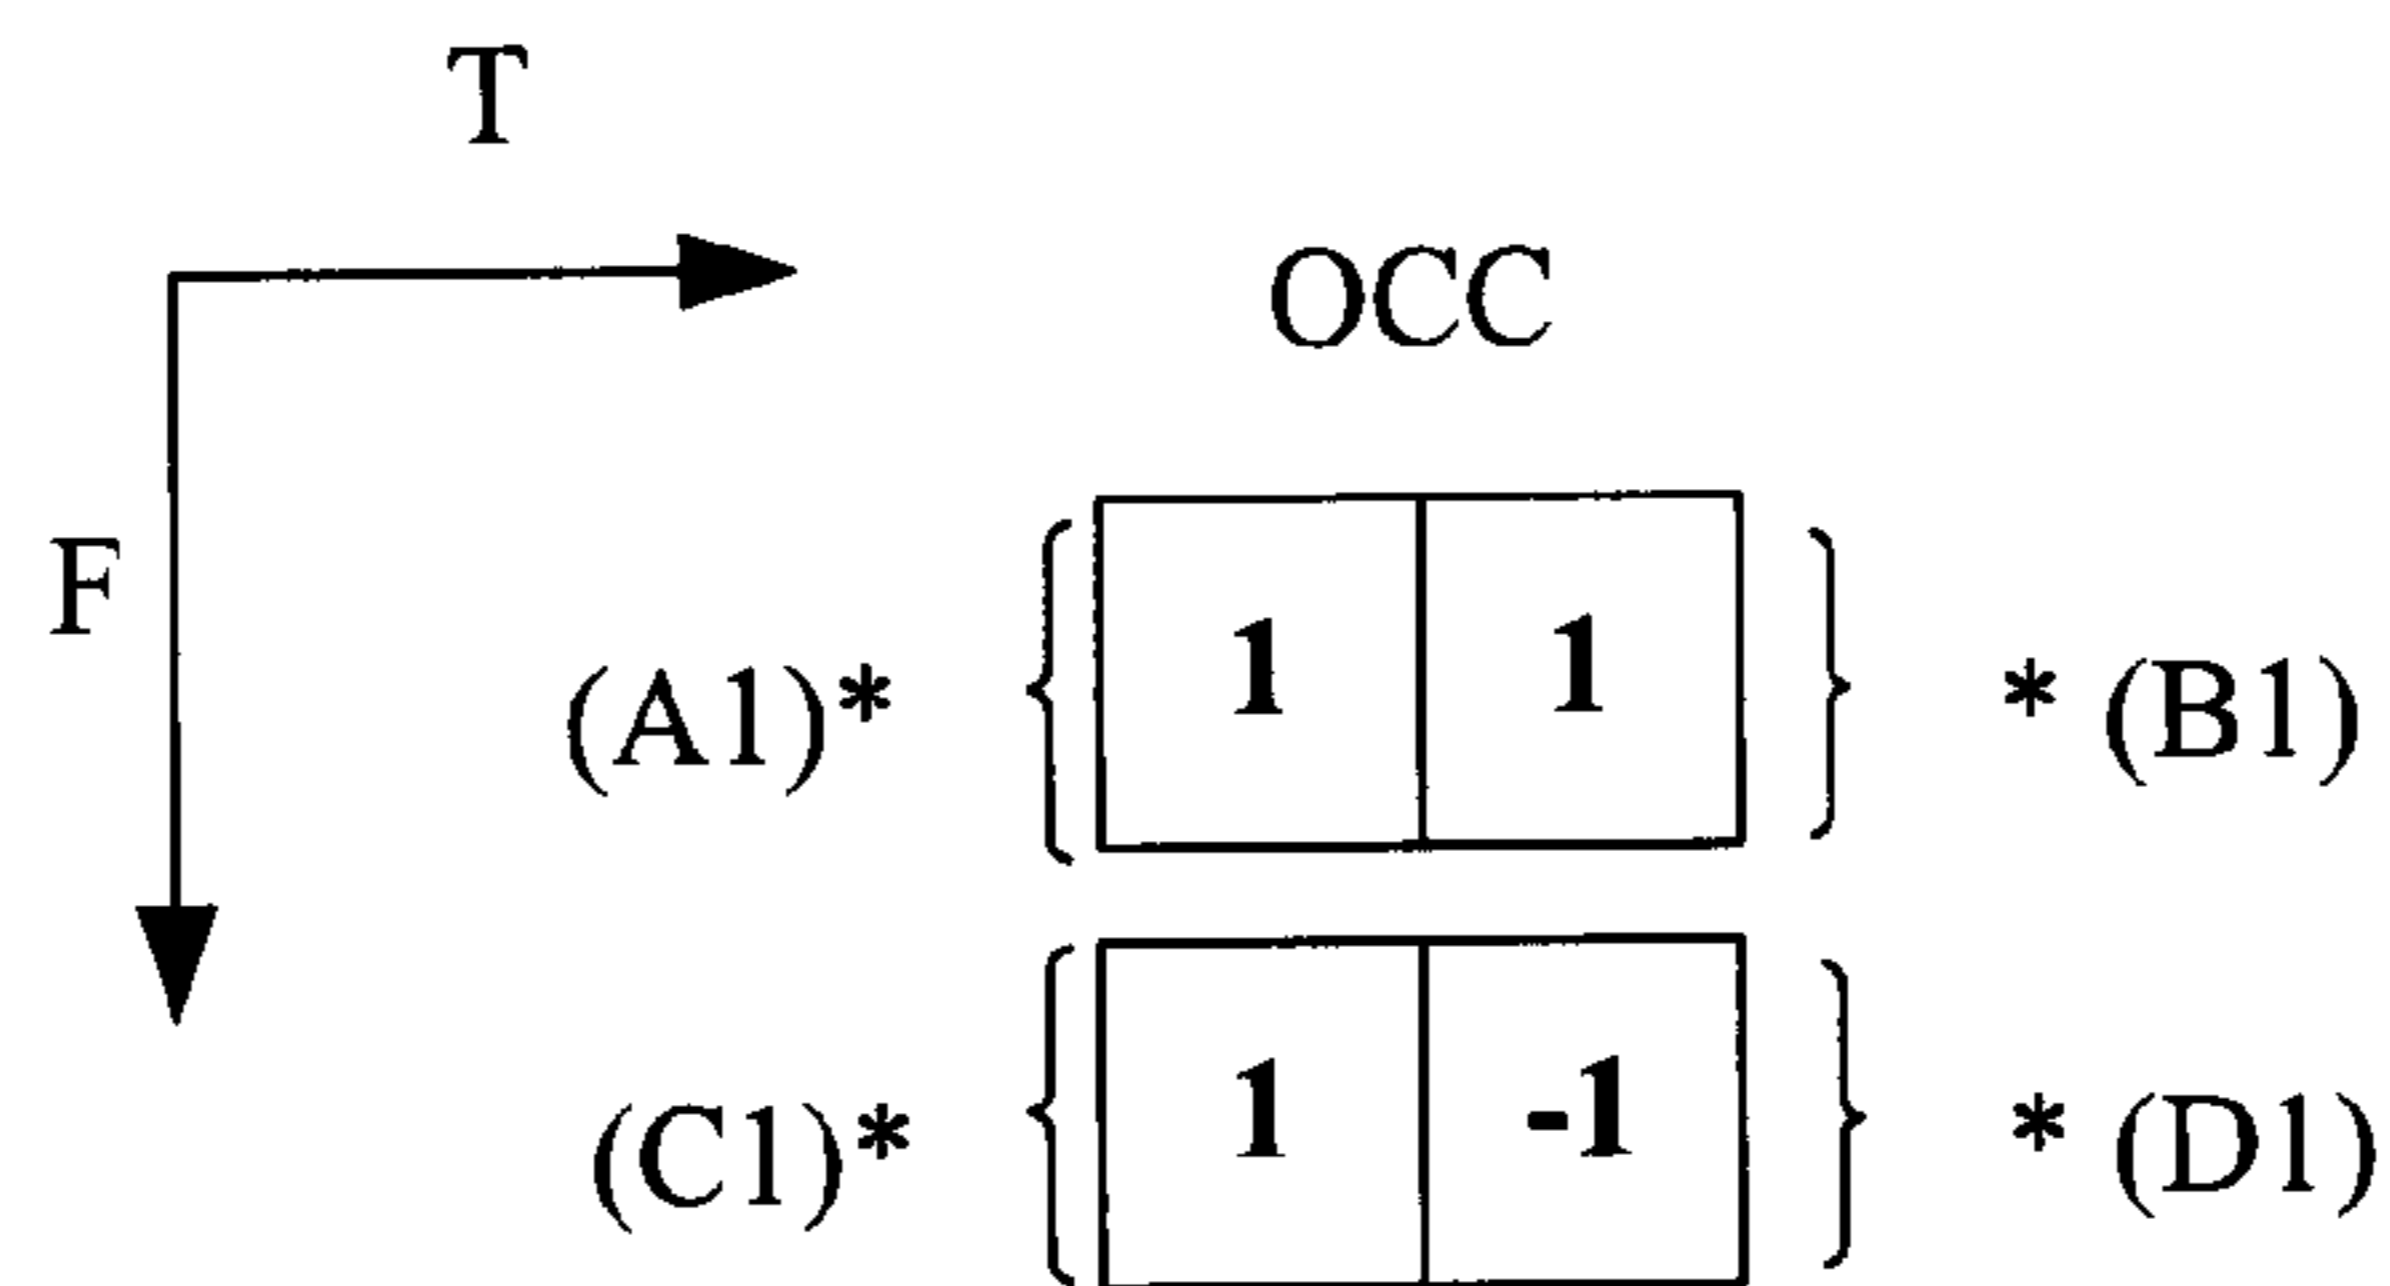 T
OCC
F
(A1)* { 1 1 } * (B1)
(C1)* { 1 -1 } * (D1)